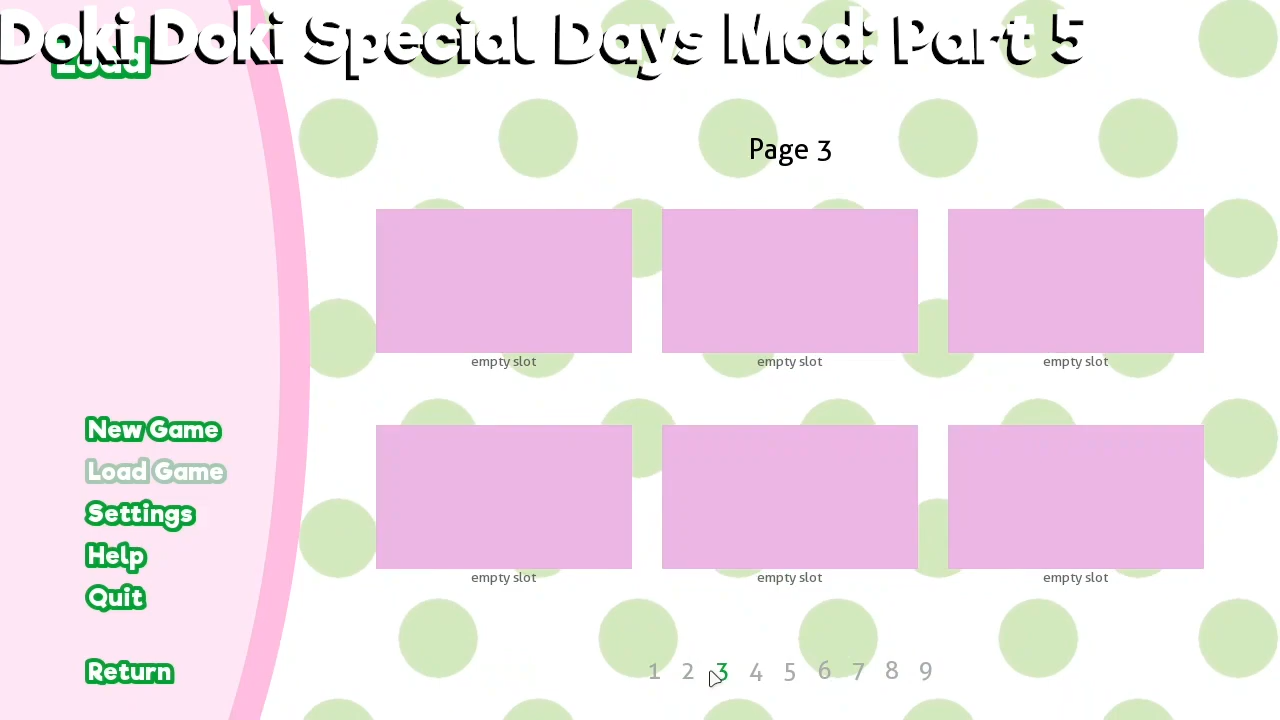 Doki Doki Special Days Mod: Part 5
Load
Page 3
empty slot empty slot empty slot
New Game
Load Game
Settings
Help
Quit
empty slot empty slot empty slot
Return
1 2 3 4 5 6 7 8 9